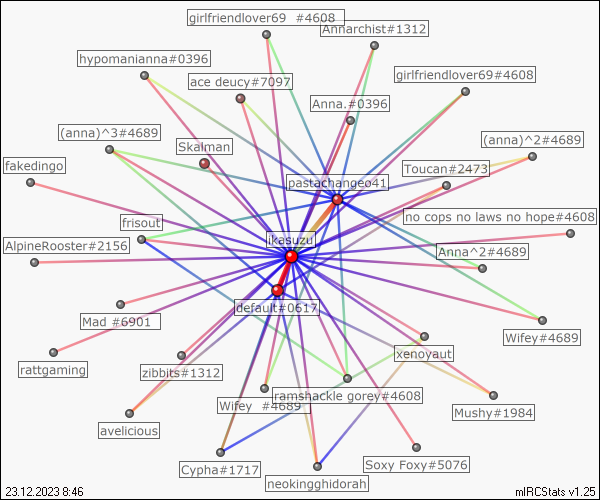 girlfriendlover69 #4608
Annarchist#1312
hypomanianna#0396
ace deucy#7097
girlfriendlover69#4608
Anna.#0396
(anna)^3#4689
(anna)^2#4689
Skalman
fakedingo
Toucan#2473
pastachangeo41
no cops no laws no hope#4608
frisout
ikasuzu
AlpineRooster#2156
Anna^2#4689
default#0617
Mad #6901
Wifey#4689
xenoyaut
rattgaming
zibbits#1312
ramshackle gorey#4608
Wifey #4689
Mushy#1984
avelicious
Cypha#1717
Soxy Foxy#5076
neokingghidorah
23.12.2023 8:46
mIRCStats v1.25